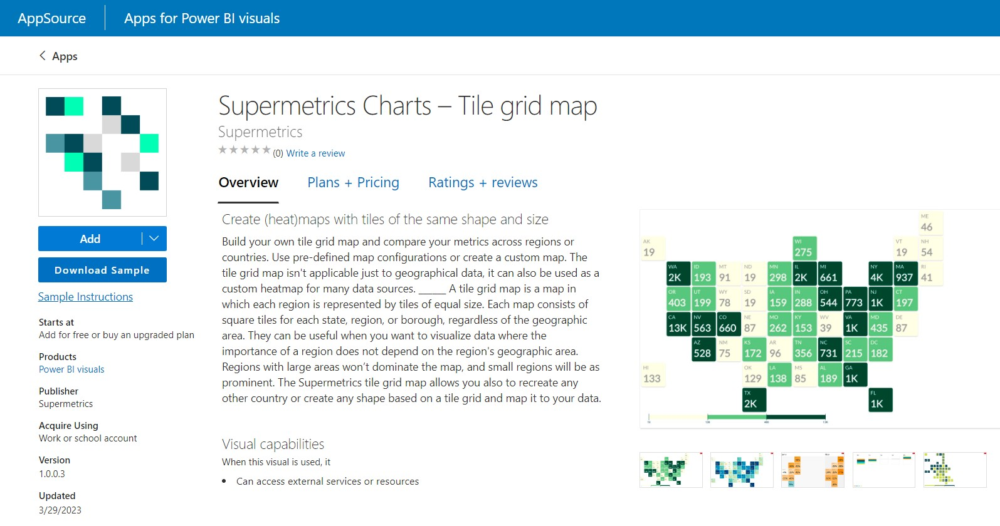 AppSource
Apps for Power BI visuals
Apps
Supermetrics Charts – Tile grid map
Supermetrics
(0) Write a review
Overview
Plans + Pricing
Ratings + reviews
Add
Download Sample
Sample Instructions
Starts at
Add for free or buy an upgraded plan
Products
Power BI visuals
Publisher
Supermetrics
Acquire Using
Work or school account
Version
1.0.0.3
Updated
3/29/2023
Create (heat)maps with tiles of the same shape and size
Build your own tile grid map and compare your metrics across regions or
countries. Use pre-defined map configurations or create a custom map. The
tile grid map isn't applicable just to geographical data, it can also be used as a
custom heatmap for many data sources. _____ A tile grid map is a map in
which each region is represented by tiles of equal size. Each map consists of
square tiles for each state, region, or borough, regardless of the geographic
area. They can be useful when you want to visualize data where the
importance of a region does not depend on the region's geographic area.
Regions with large areas won’t dominate the map, and small regions will be as
prominent. The Supermetrics tile grid map allows you also to recreate any
other country or create any shape based on a tile grid and map it to your data.
Visual capabilities
When this visual is used, it
• Can access external services or resources
ME
46
AK WI VT NH
19 275 19 54
WA ID MT ND MN IL MI NY MA RI
2K 193 91 19 298 2K 661 4K 937 41
OR UT WY SD IA IN OH PA NJ CT
403 199 78 19 159 288 544 773 1K 197
CA NV CO NE MO KY WV VA MD DE
13K 563 660 87 262 153 39 1K 435 87
AZ NM KS AR TN NC SC DC
528 75 172 96 356 731 215 182
HI OK LA MS AL GA
133 129 138 85 189 1K
TX FL
2K 1K